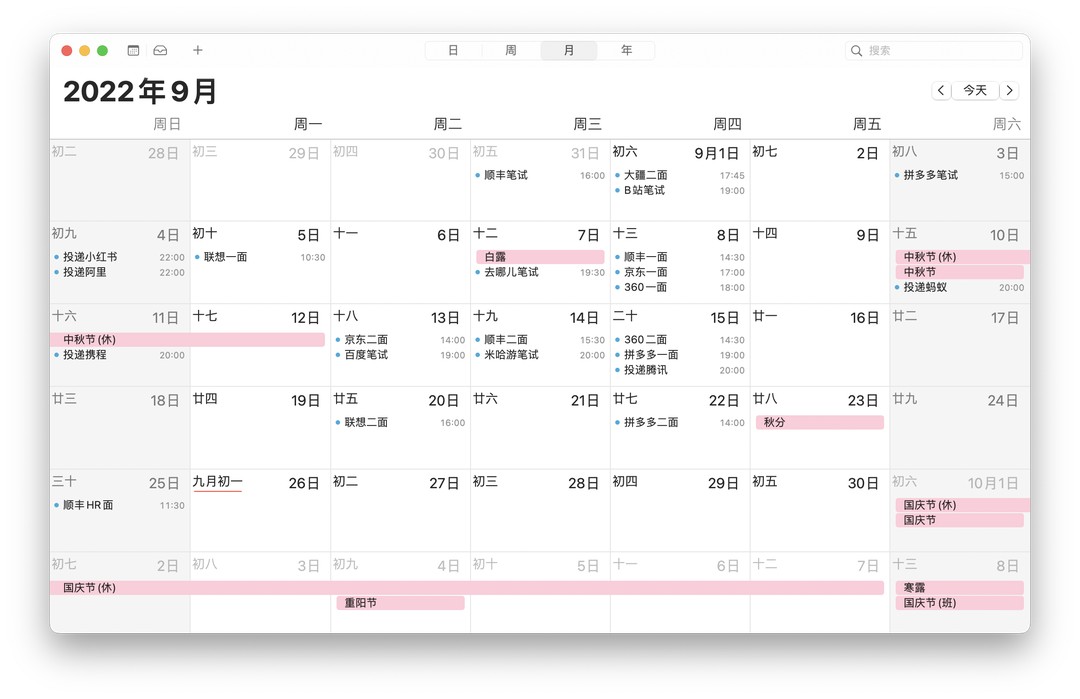 日 周 月 年 搜索
2022年9月 今天
周日 周一 周二 周三 周四 周五 周六
初二 28日 初三 29日 初四 30日 初五 31日 初六 9月1日 初七 2日 初八 3日
顺丰笔试 16:00 大疆二面 17:45 拼多多笔试 15:00
B站笔试 19:00
初九 4日 初十 5日 十一 6日 十二 7日 十三 8日 十四 9日 十五 10日
投递小红书 22:00 联想一面 10:30 白露 顺丰一面 14:30 中秋节(休)
投递阿里 22:00 去哪儿笔试 19:30 京东一面 17:00 中秋节
360一面 18:00 投递蚂蚁 20:00
十六 11日 十七 12日 十八 13日 十九 14日 二十 15日 廿一 16日 廿二 17日
中秋节(休) 京东二面 14:00 顺丰二面 15:30 360二面 14:30
投递携程 20:00 百度笔试 19:00 米哈游笔试 20:00 拼多多一面 19:00
投递腾讯 20:00
廿三 18日 廿四 19日 廿五 20日 廿六 21日 廿七 22日 廿八 23日 廿九 24日
联想二面 16:00 拼多多二面 14:00 秋分
三十 25日 九月初一 26日 初二 27日 初三 28日 初四 29日 初五 30日 初六 10月1日
顺丰HR面 11:30 国庆节(休)
国庆节
初七 2日 初八 3日 初九 4日 初十 5日 十一 6日 十二 7日 十三 8日
国庆节(休) 寒露
重阳节 国庆节(班)